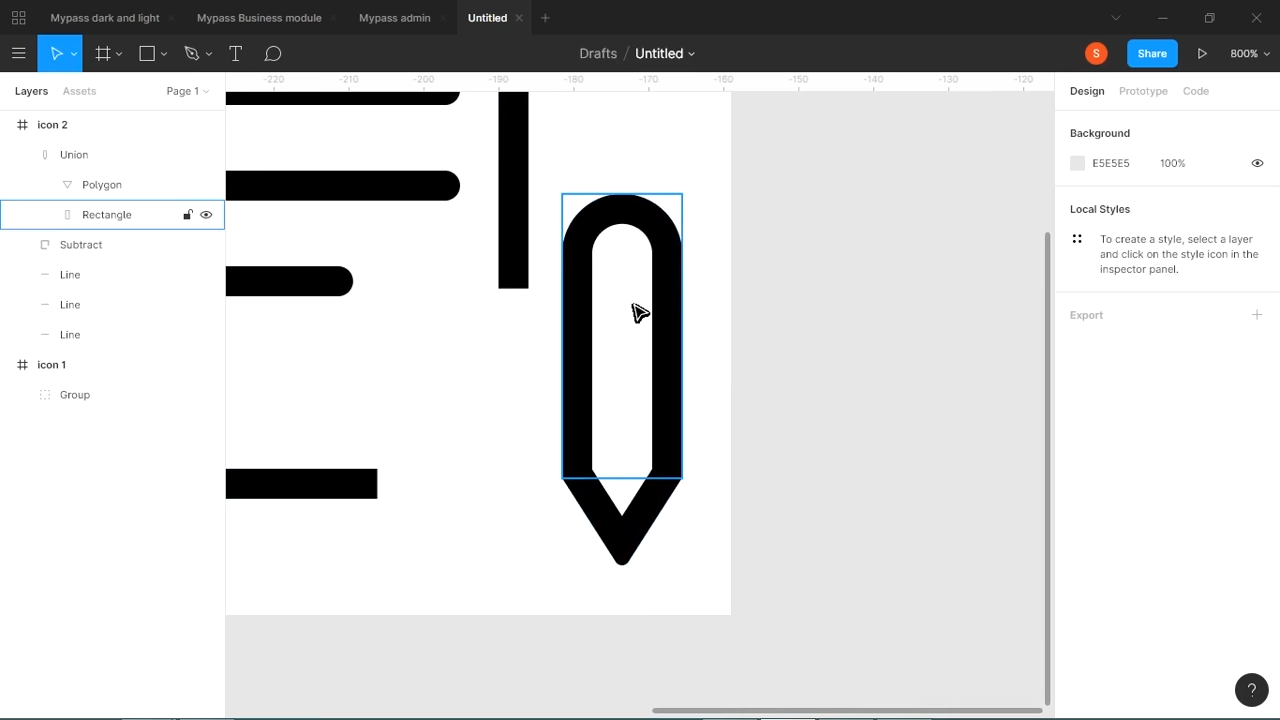 Mypass dark and light
Mypass Business module
Mypass admin
Untitled
Drafts / Untitled
S
Share
800%
Layers
Assets
Page 1
-220
-210
-200
-190
-180
-170
-160
-150
-140
-130
-120
Design
Prototype
Code
icon 2
Union
Polygon
Rectangle
Subtract
Line
Line
Line
icon 1
Group
Background
E5E5E5 100%
Local Styles
To create a style, select a layer
and click on the style icon in the
inspector panel.
Export
?